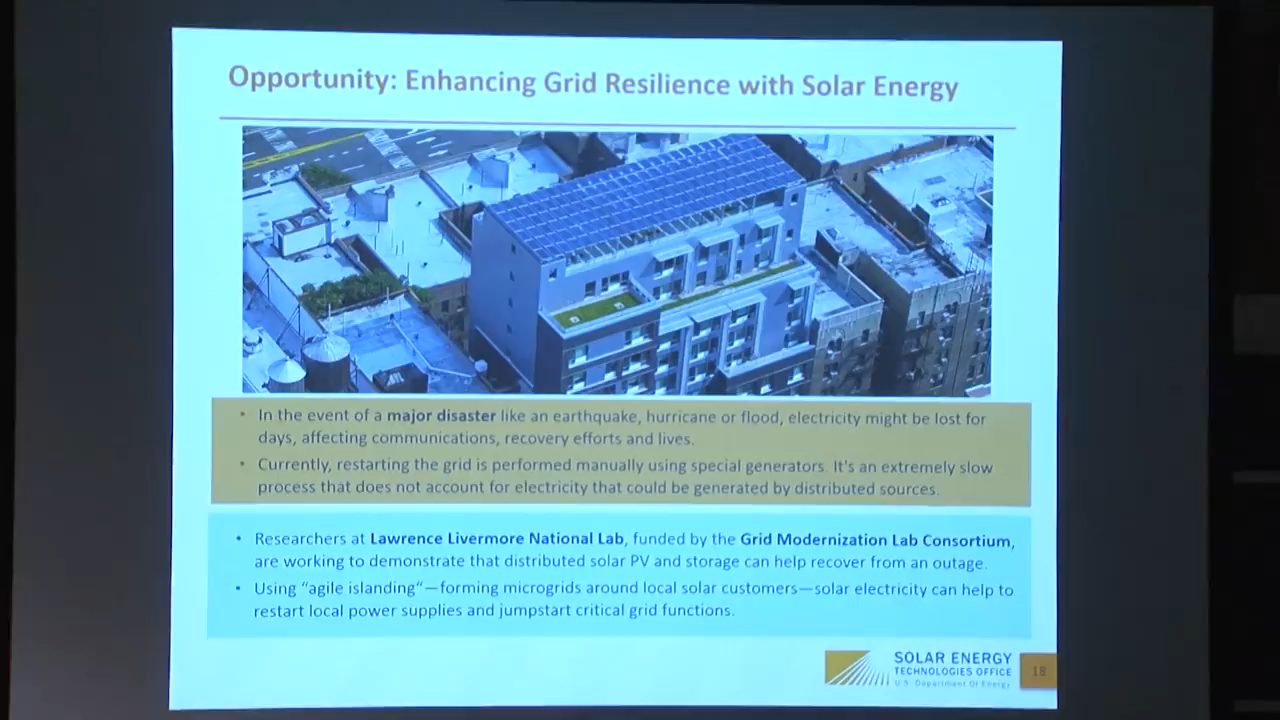 Opportunity: Enhancing Grid Resilience with Solar Energy
• In the event of a major disaster like an earthquake, hurricane or flood, electricity might be lost for
days, affecting communications, recovery efforts and lives.
• Currently, restarting the grid is performed manually using special generators. It's an extremely slow
process that does not account for electricity that could be generated by distributed sources.
• Researchers at Lawrence Livermore National Lab, funded by the Grid Modernization Lab Consortium,
are working to demonstrate that distributed solar PV and storage can help recover from an outage.
• Using “agile islanding“—forming microgrids around local solar customers—solar electricity can help to
restart local power supplies and jumpstart critical grid functions.
SOLAR ENERGY
TECHNOLOGIES OFFICE
U.S. Department Of Energy
18